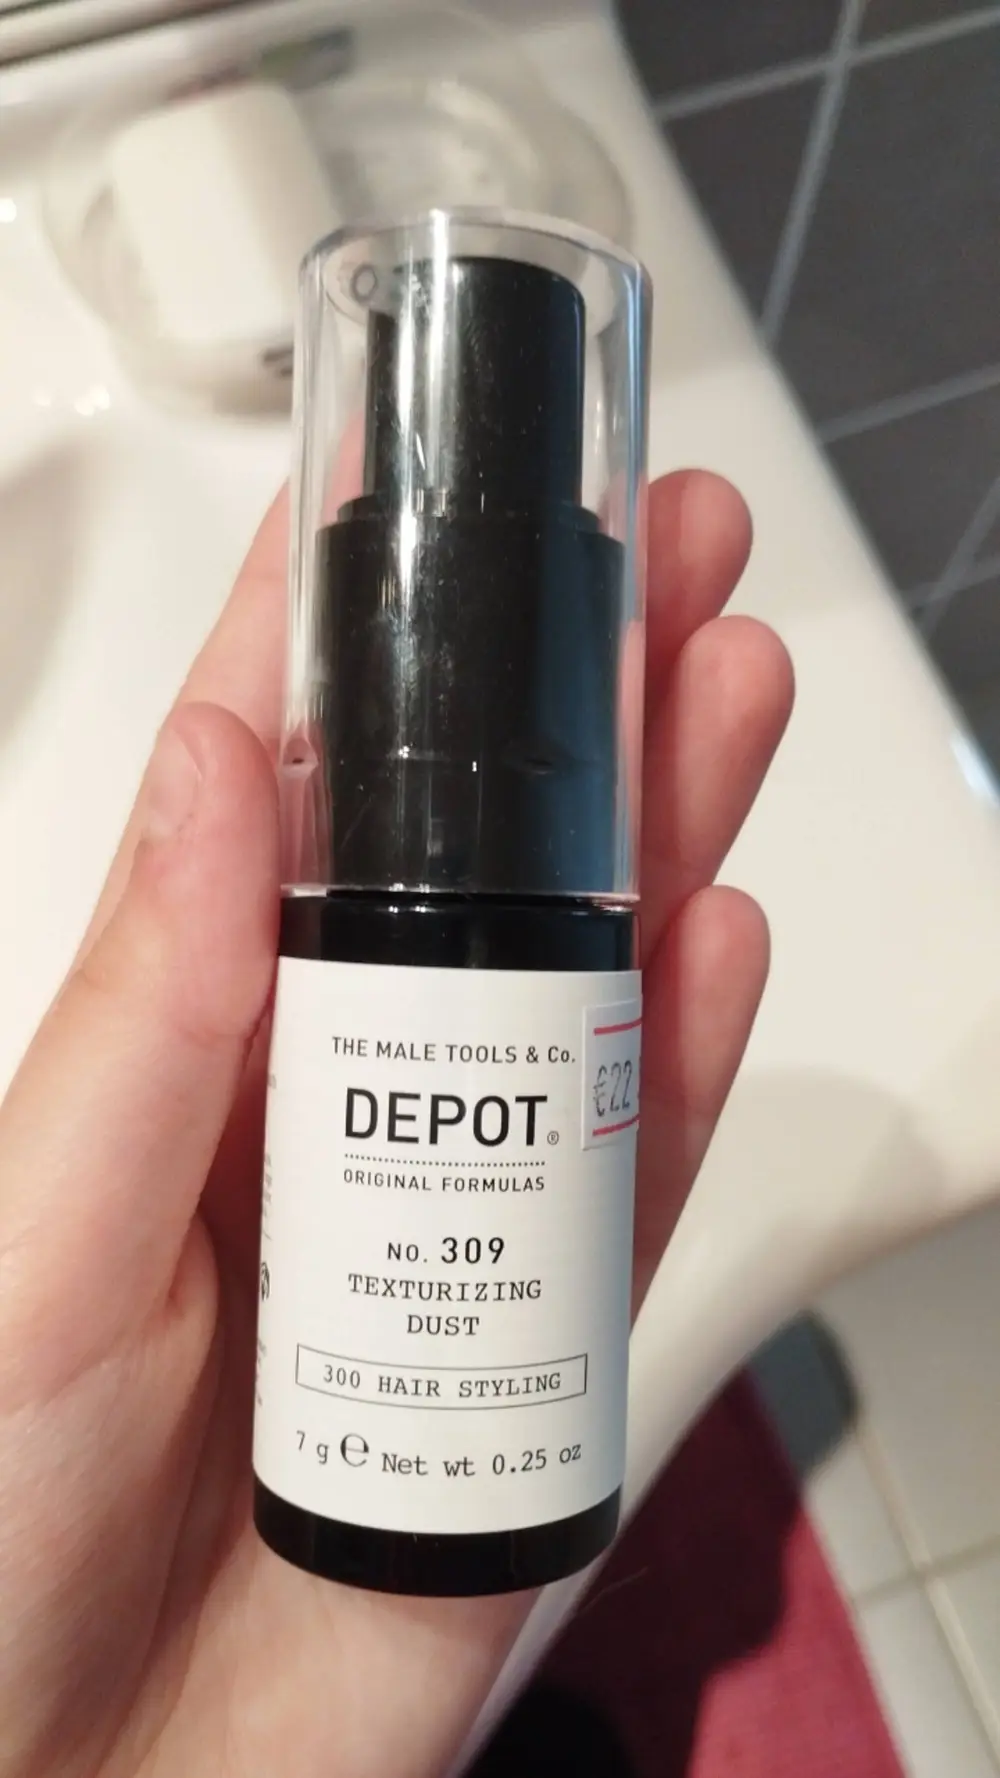 THE MALE TOOLS & Co.
DEPOT®
ORIGINAL FORMULAS
€22
NO. 309
TEXTURIZING
DUST
300 HAIR STYLING
7 g ℮ Net wt 0.25 oz